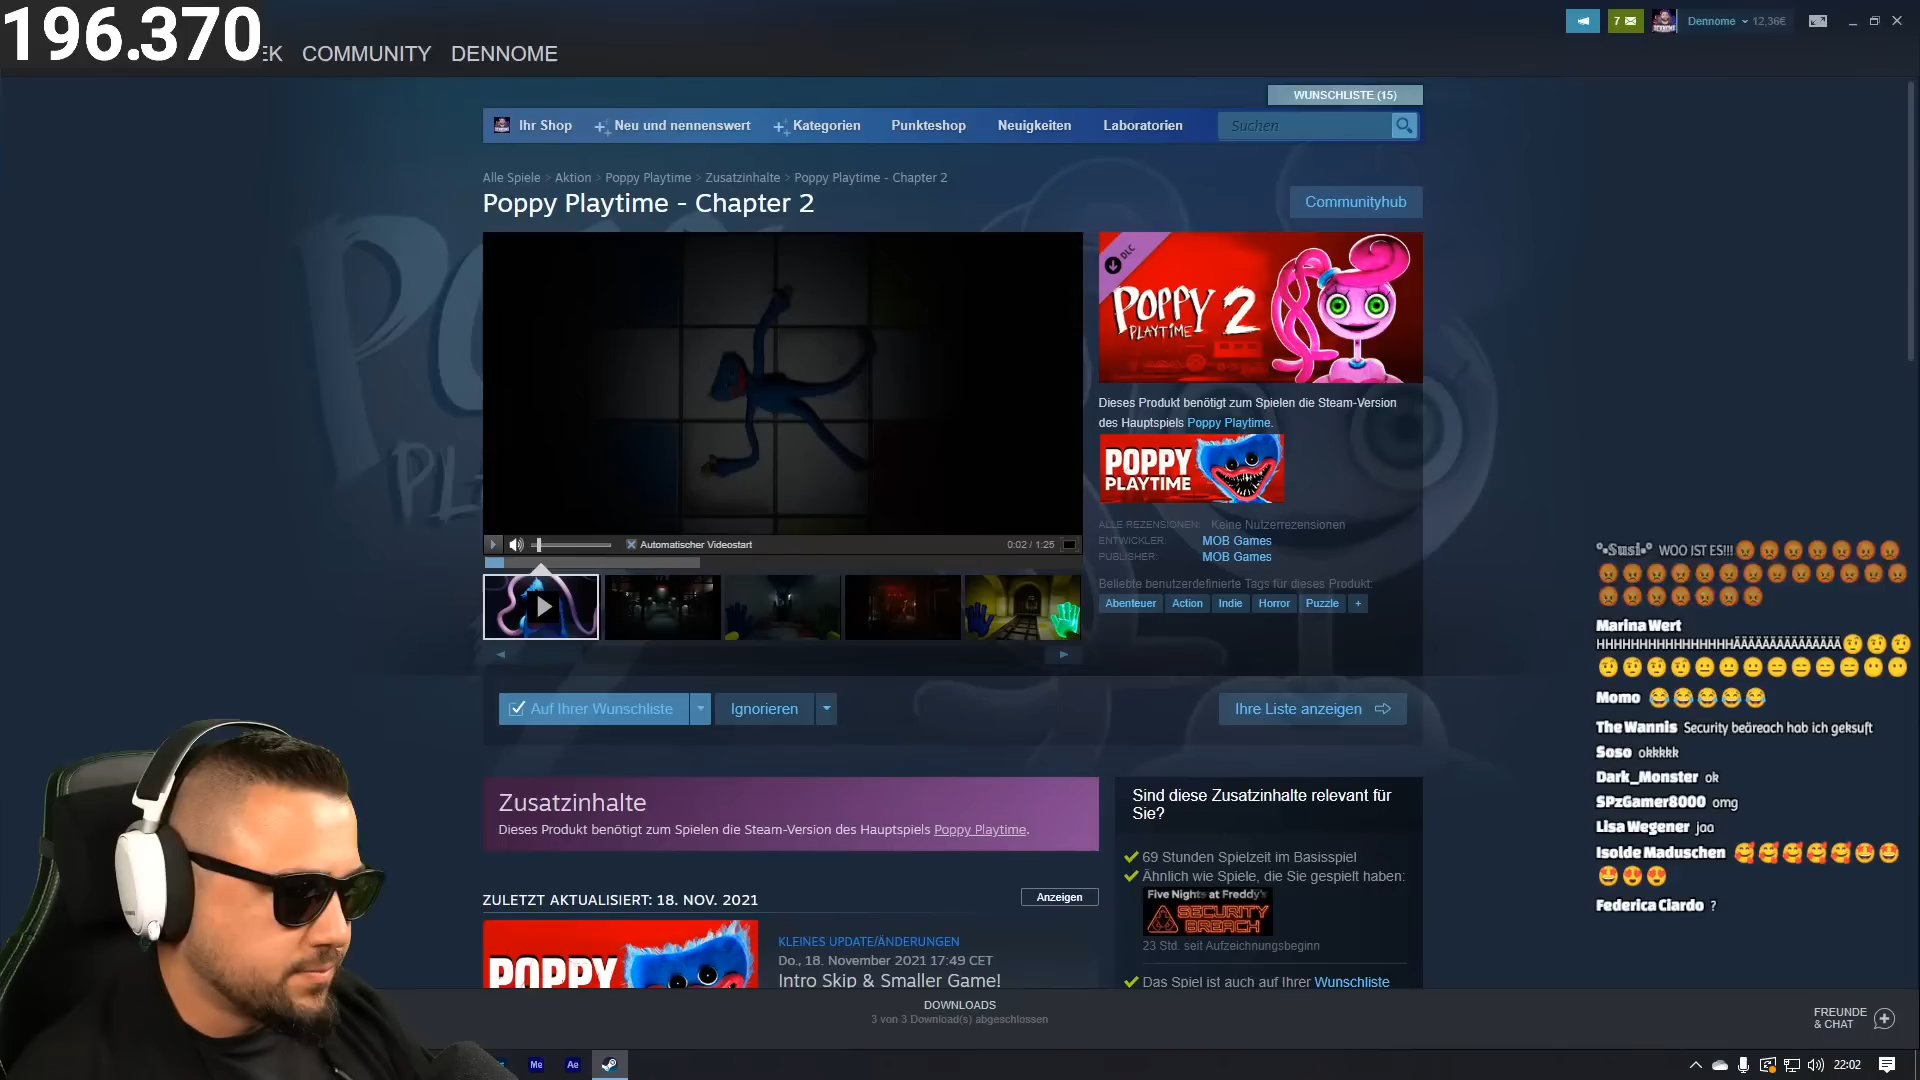 196.370
EK COMMUNITY DENNOME
7
Dennome 12,36€
WUNSCHLISTE (15)
Ihr Shop
Neu und nennenswert
Kategorien
Punkteshop
Neuigkeiten
Laboratorien
Suchen
Alle Spiele > Aktion > Poppy Playtime > Zusatzinhalte > Poppy Playtime - Chapter 2
Poppy Playtime - Chapter 2
Communityhub
DLC
POPPY 2
PLAYTIME
Dieses Produkt benötigt zum Spielen die Steam-Version
des Hauptspiels Poppy Playtime.
POPPY
PLAYTIME
ALLE REZENSIONEN: Keine Nutzerrezensionen
ENTWICKLER: MOB Games
PUBLISHER: MOB Games
Beliebte benutzerdefinierte Tags für dieses Produkt:
Abenteuer Action Indie Horror Puzzle +
Automatischer Videostart
0:02 / 1:25
Auf Ihrer Wunschliste
Ignorieren
Ihre Liste anzeigen
Zusatzinhalte
Dieses Produkt benötigt zum Spielen die Steam-Version des Hauptspiels Poppy Playtime.
Sind diese Zusatzinhalte relevant für
Sie?
69 Stunden Spielzeit im Basisspiel
Ähnlich wie Spiele, die Sie gespielt haben:
Five Nights at Freddy's
SECURITY
BREACH
23 Std. seit Aufzeichnungsbeginn
Das Spiel ist auch auf Ihrer Wunschliste
ZULETZT AKTUALISIERT: 18. NOV. 2021
Anzeigen
POPPY
KLEINES UPDATE/ÄNDERUNGEN
Do., 18. November 2021 17:49 CET
Intro Skip & Smaller Game!
°•Susi•° WOO IST ES!!!😡😡😡😡😡😡😡
😡😡😡😡😡😡😡😡😡😡😡😡😡
😡😡😡😡😡😡😡
Marina Wert
HHHHHHHHHHHHHHHHÄÄÄÄÄÄÄÄÄÄÄÄÄÄÄ🤨🤨🤨
🤨🤨🤨🤨😐😐😐😑😑😑😑😶😶
Momo 😂😂😂😂😂
The Wannis Security beäreach hab ich geksuft
Soso okkkkk
Dark_Monster ok
SPzGamer8000 omg
Lisa Wegener jaa
Isolde Maduschen 🥰🥰🥰🥰🥰🤩🤩
🤩😍😍
Federica Ciardo ?
DOWNLOADS
3 von 3 Download(s) abgeschlossen
FREUNDE
& CHAT
Me Ae
22:02